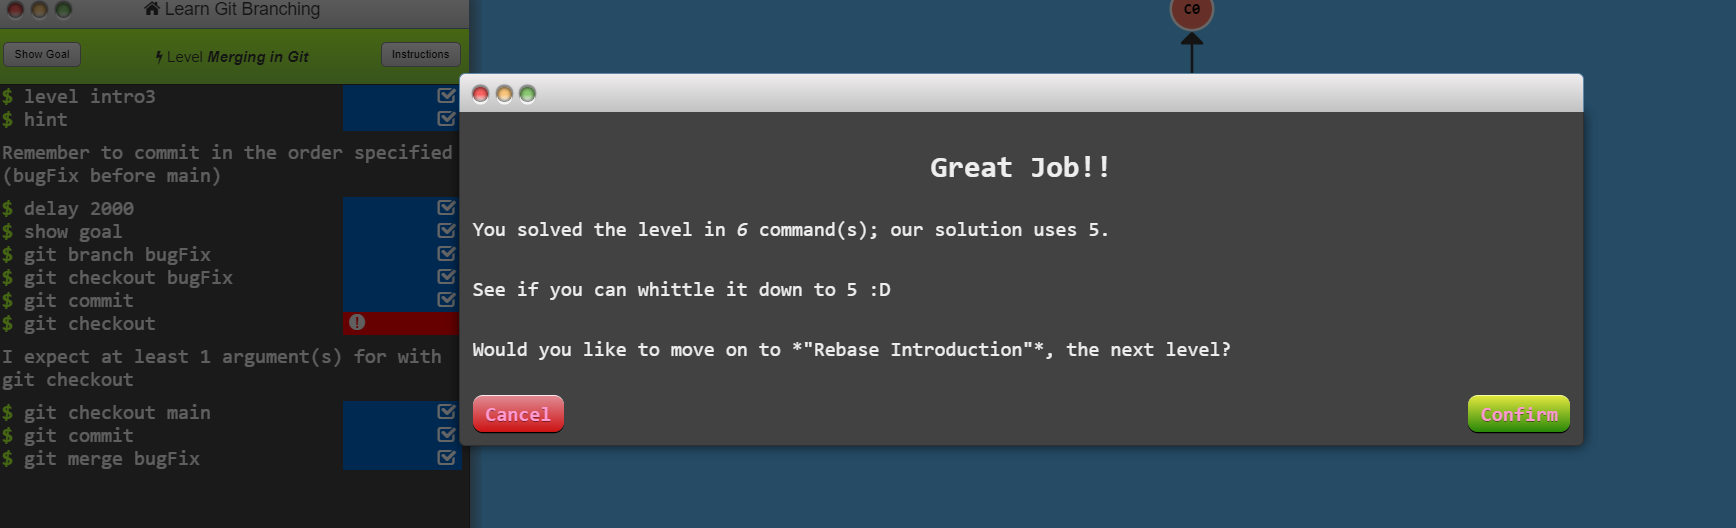 Learn Git Branching
C0
Show Goal
Level Merging in Git
Instructions
$ level intro3
$ hint
Remember to commit in the order specified
(bugFix before main)
$ delay 2000
$ show goal
$ git branch bugFix
$ git checkout bugFix
$ git commit
$ git checkout
I expect at least 1 argument(s) for with
git checkout
$ git checkout main
$ git commit
$ git merge bugFix
Great Job!!
You solved the level in 6 command(s); our solution uses 5.
See if you can whittle it down to 5 :D
Would you like to move on to *"Rebase Introduction"*, the next level?
Cancel
Confirm